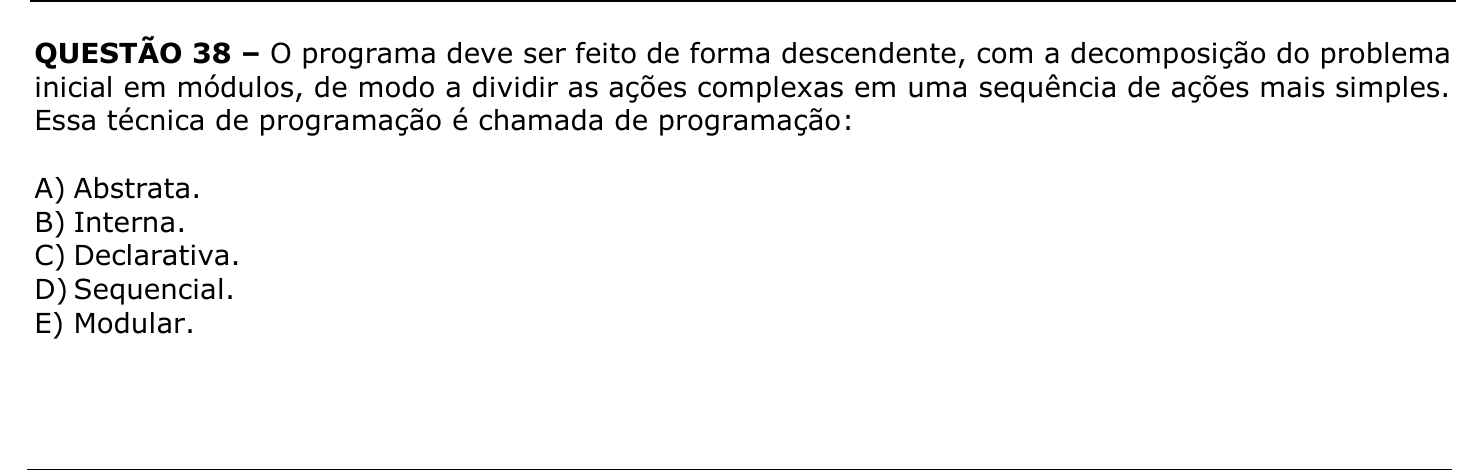 QUESTÃO 38 – O programa deve ser feito de forma descendente, com a decomposição do problema
inicial em módulos, de modo a dividir as ações complexas em uma sequência de ações mais simples.
Essa técnica de programação é chamada de programação:
A) Abstrata.
B) Interna.
C) Declarativa.
D) Sequencial.
E) Modular.